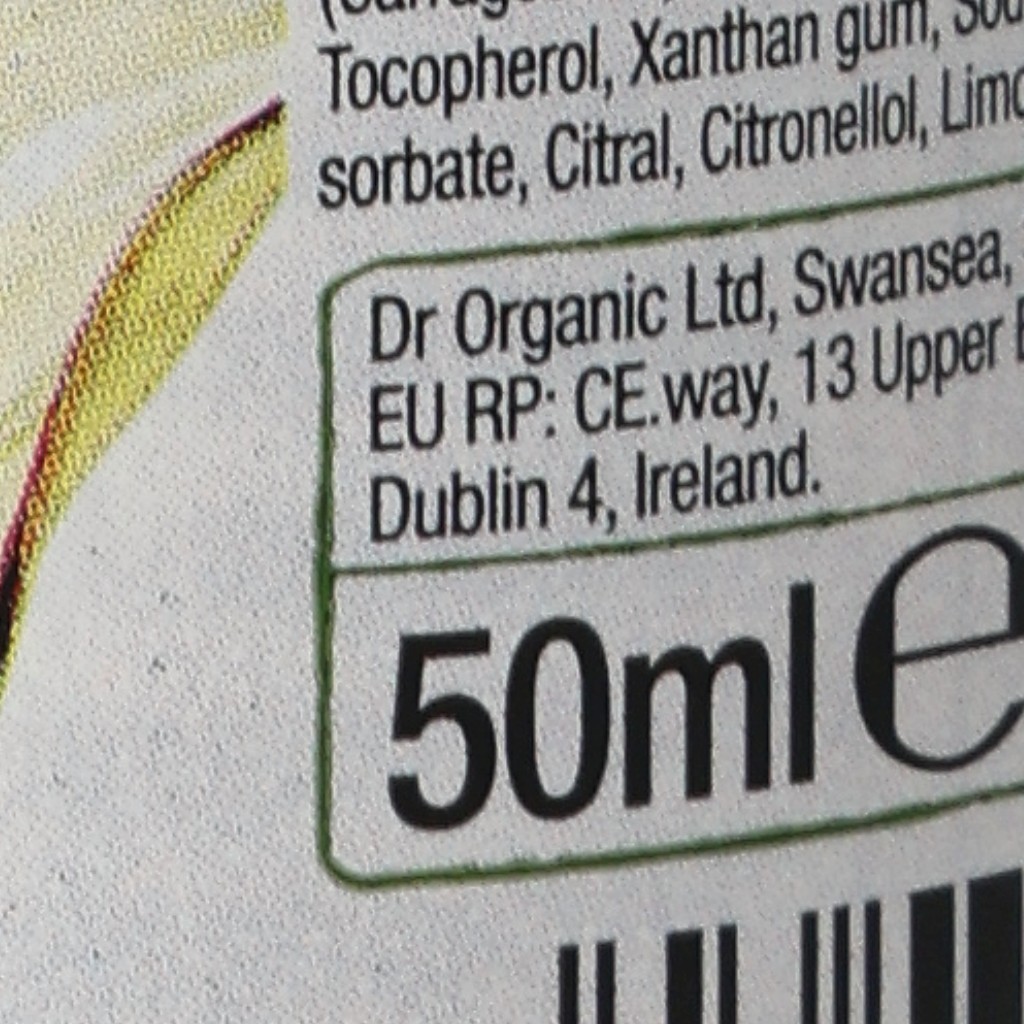 Tocopherol, Xanthan gum,
sorbate, Citral, Citronellol,
Dr Organic Ltd, Swansea,
EU RP: CE.way, 13 Upper
Dublin 4, Ireland.
50ml e